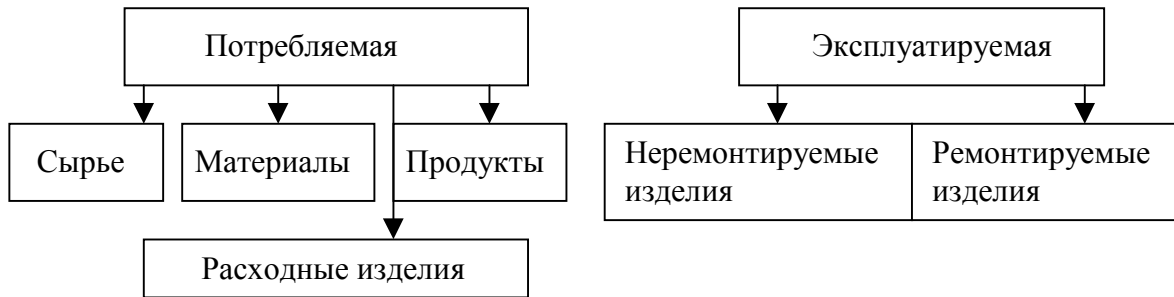 Потребляемая
Эксплуатируемая
Сырье
Материалы
Продукты
Неремонтируемые
изделия
Ремонтируемые
изделия
Расходные изделия